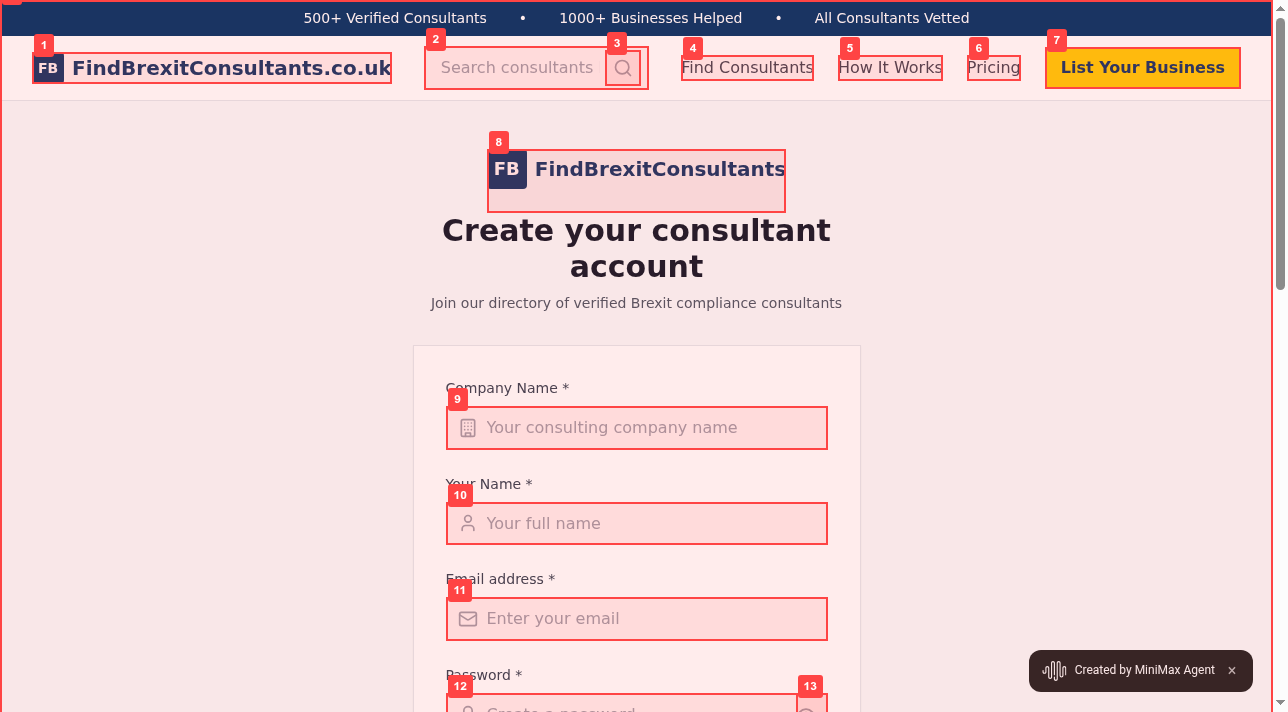 500+ Verified Consultants • 1000+ Businesses Helped • All Consultants Vetted
1 2 3 4 5 6 7
FB FindBrexitConsultants.co.uk Search consultants Find Consultants How It Works Pricing List Your Business
8
FB FindBrexitConsultants
Create your consultant
account
Join our directory of verified Brexit compliance consultants
Company Name *
9
Your consulting company name
Your Name *
10
Your full name
Email address *
11
Enter your email
Password *
12 13
Create a password
Created by MiniMax Agent ×